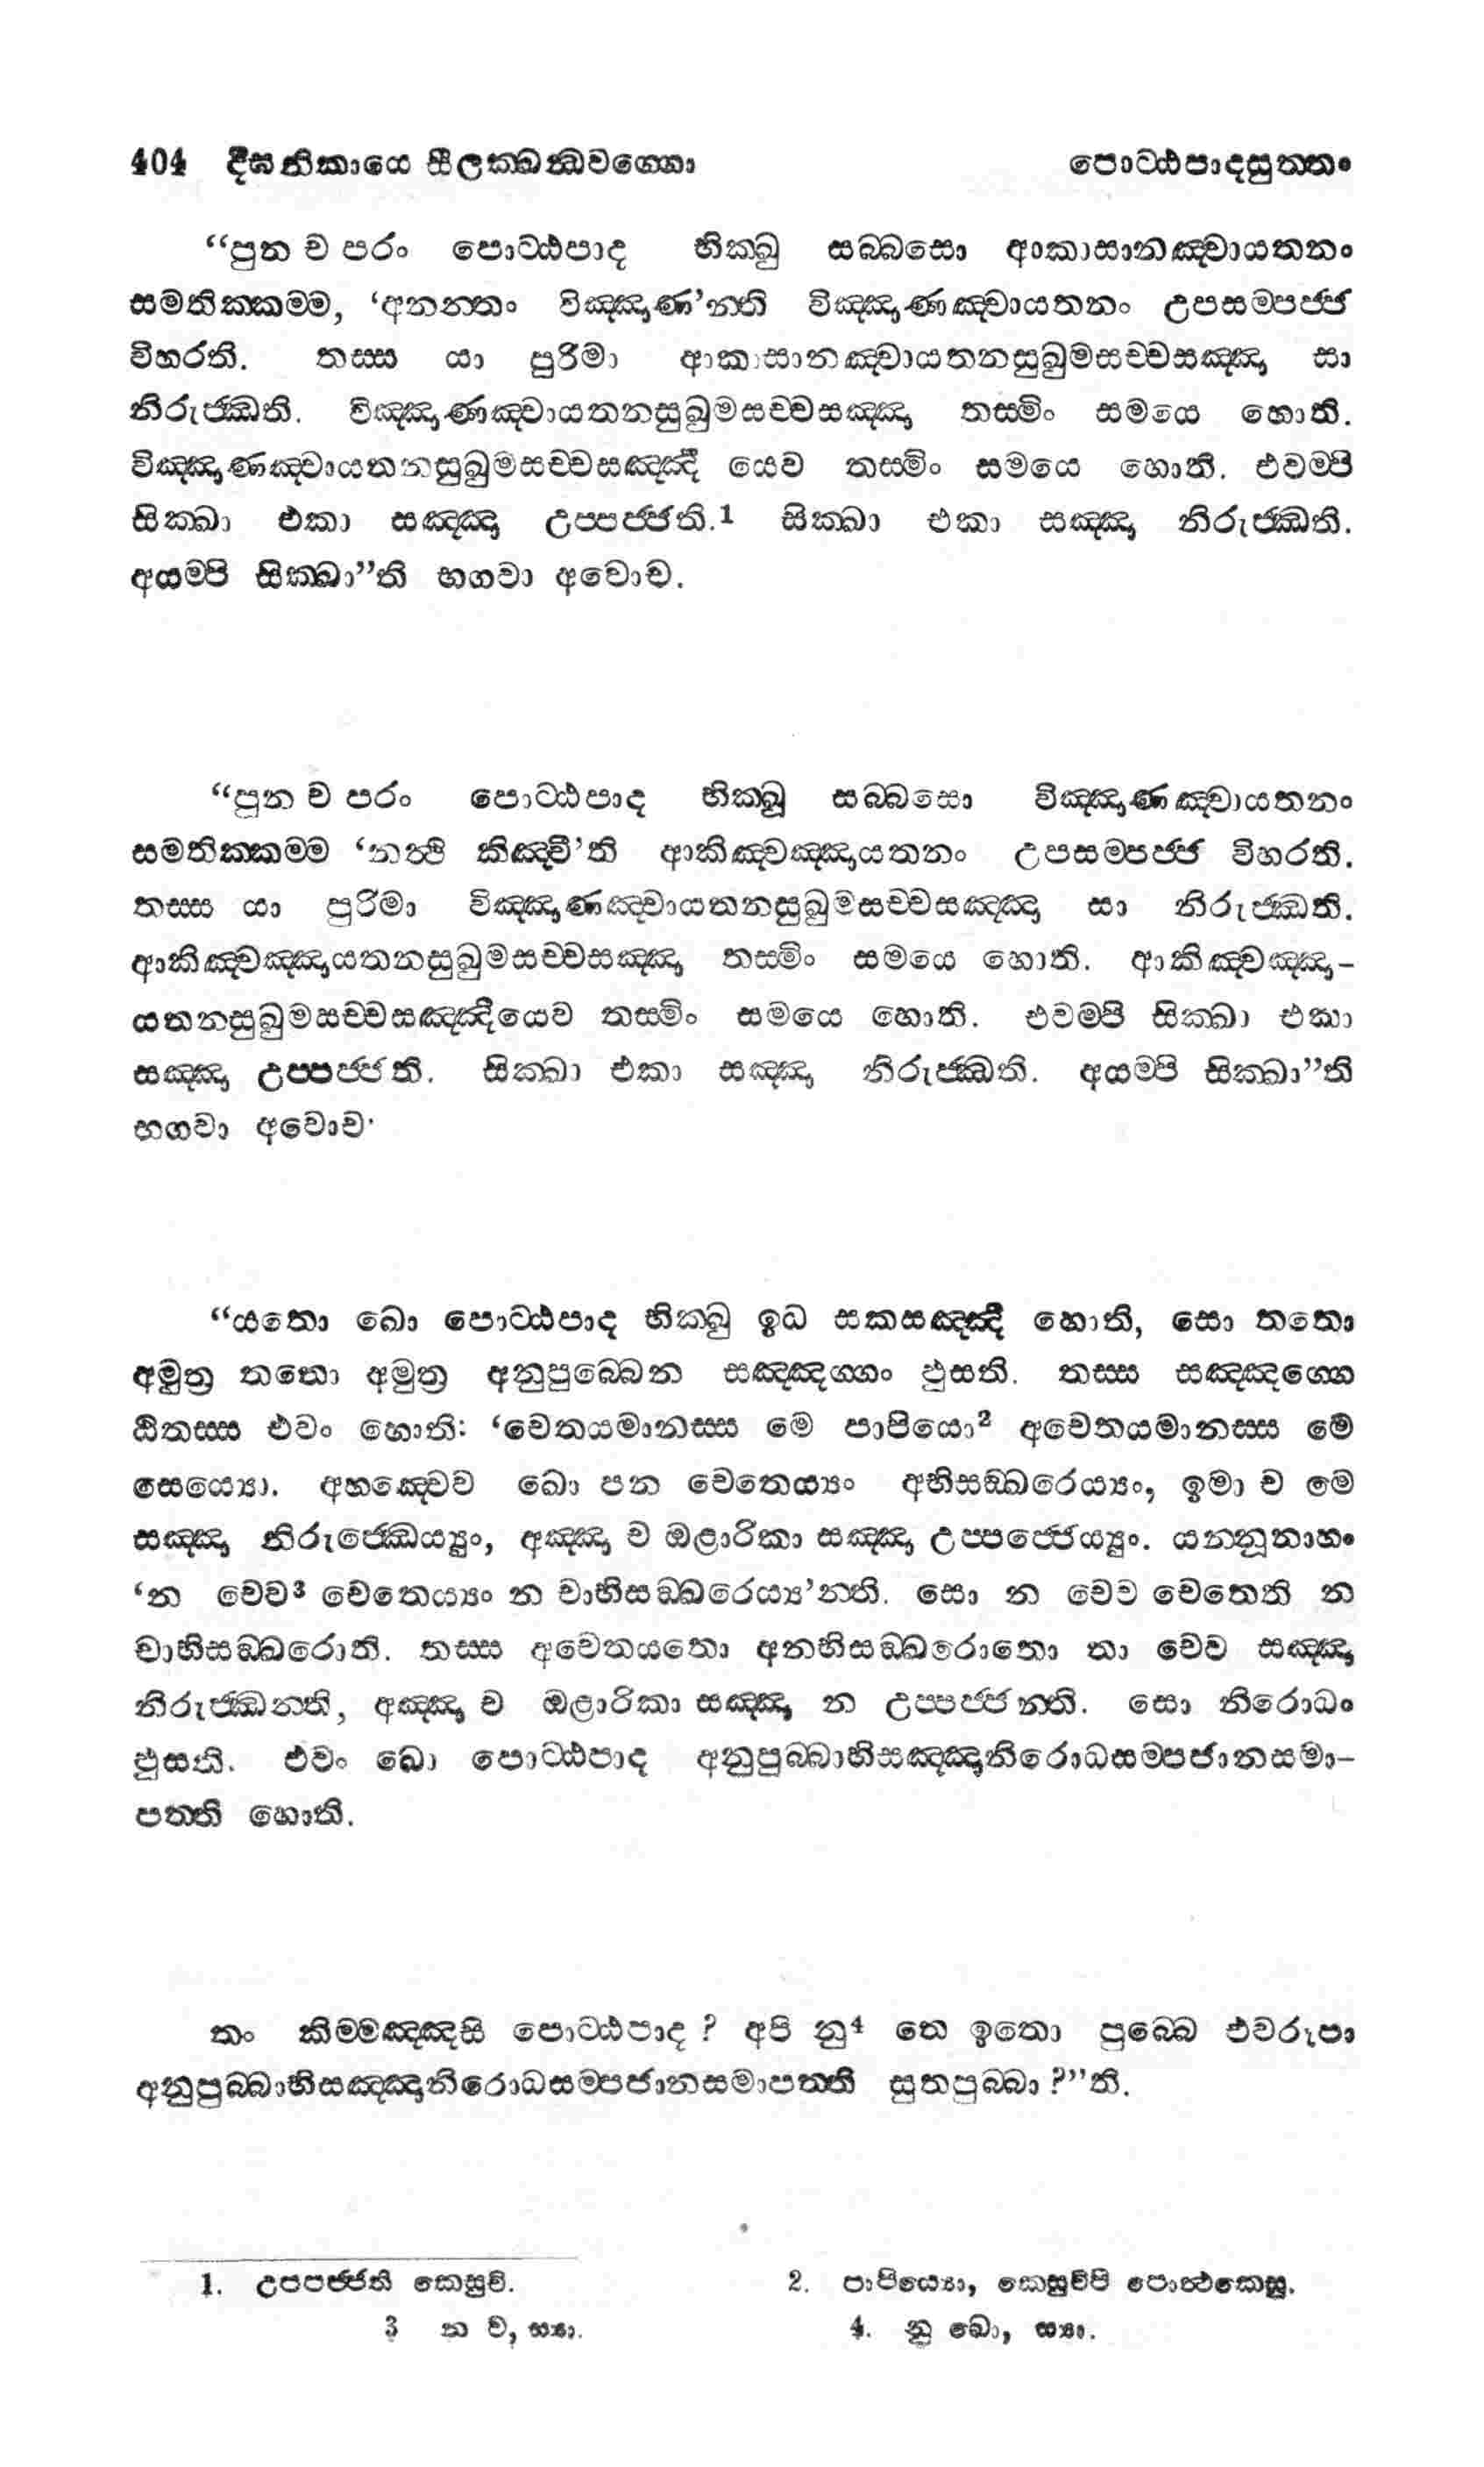 404 දීඝනිකායෙ සීලක්ඛන්ධවග්ගො පොට්ඨපාදසුත්තං
“පුන ච පරං පොට්ඨපාද භික්ඛු සබ්බසො ආකාසානඤ්චායතනං
සමතික්කම්ම, ‘අනන්තං විඤ්ඤාණ’න්ති විඤ්ඤාණඤ්චායතනං උපසම්පජ්ජ
විහරති. තස්ස යා පුරිමා ආකාසානඤ්චායතනසුඛුමසච්චසඤ්ඤා සා
නිරුජ්ඣති. විඤ්ඤාණඤ්චායතනසුඛුමසච්චසඤ්ඤා තස්මිං සමයෙ හොති.
විඤ්ඤාණඤ්චායතනසුඛුමසච්චසඤ්ඤී යෙව තස්මිං සමයෙ හොති. එවම්පි
සික්ඛා එකා සඤ්ඤා උප්පජ්ජති.1 සික්ඛා එකා සඤ්ඤා නිරුජ්ඣති.
අයම්පි සික්ඛා”ති භගවා අවොච.
“පුන ච පරං පොට්ඨපාද භික්ඛූ සබ්බසො විඤ්ඤාණඤ්චායතනං
සමතික්කම්ම ‘නත්ථි කිඤ්චී’ති ආකිඤ්චඤ්ඤායතනං උපසම්පජ්ජ විහරති.
තස්ස යා පුරිමා විඤ්ඤාණඤ්චායතනසුඛුමසච්චසඤ්ඤා සා නිරුජ්ඣති.
ආකිඤ්චඤ්ඤායතනසුඛුමසච්චසඤ්ඤා තස්මිං සමයෙ හොති. ආකිඤ්චඤ්ඤා-
යතනසුඛුමසච්චසඤ්ඤීයෙව තස්මිං සමයෙ හොති. එවම්පි සික්ඛා එකා
සඤ්ඤා උප්පජ්ජති. සික්ඛා එකා සඤ්ඤා නිරුජ්ඣති. අයම්පි සික්ඛා”ති
භගවා අවොච.
“යතො ඛො පොට්ඨපාද භික්ඛු ඉධ සකසඤ්ඤී හොති, සො තතො
අමුත්‍ර තතො අමුත්‍ර අනුපුබ්බෙන සඤ්ඤග්ගං ඵුසති. තස්ස සඤ්ඤග්ගෙ
ඨිතස්ස එවං හොති: ‘චෙතයමානස්ස මෙ පාපියො2 අචෙතයමානස්ස මෙ
සෙය්‍යො. අහඤ්චෙව ඛො පන චෙතෙය්‍යං අභිසඞ්ඛරෙය්‍යං, ඉමා ච මෙ
සඤ්ඤා නිරුජ්ඣෙය්‍යුං, අඤ්ඤා ච ඔළාරිකා සඤ්ඤා උප්පජ්ජෙය්‍යුං. යන්නූනාහං
‘න චෙව3 චෙතෙය්‍යං න චාභිසඞ්ඛරෙය්‍ය’න්ති. සො න චෙව චෙතෙති න
චාභිසඞ්ඛරොති. තස්ස අචෙතයතො අනභිසඞ්ඛරොතො තා චෙව සඤ්ඤා
නිරුජ්ඣන්ති, අඤ්ඤා ච ඔළාරිකා සඤ්ඤා න උප්පජ්ජන්ති. සො නිරොධං
ඵුසති. එවං ඛො පොට්ඨපාද අනුපුබ්බාභිසඤ්ඤානිරොධසම්පජානසමා-
පත්ති හොති.
තං කිම්මඤ්ඤසි පොට්ඨපාද ? අපි නු4 තෙ ඉතො පුබ්බෙ එවරූපා
අනුපුබ්බාභිසඤ්ඤානිරොධසම්පජානසමාපත්ති සුතපුබ්බා ?”ති.
1. උපපජ්ජති කෙසුචි. 2. පාපියො‍්‍ය, කෙසුචිපි පොත්ථකෙසු.
3 න ච, ස්‍යා. 4. නු ඛො, ස්‍යා.